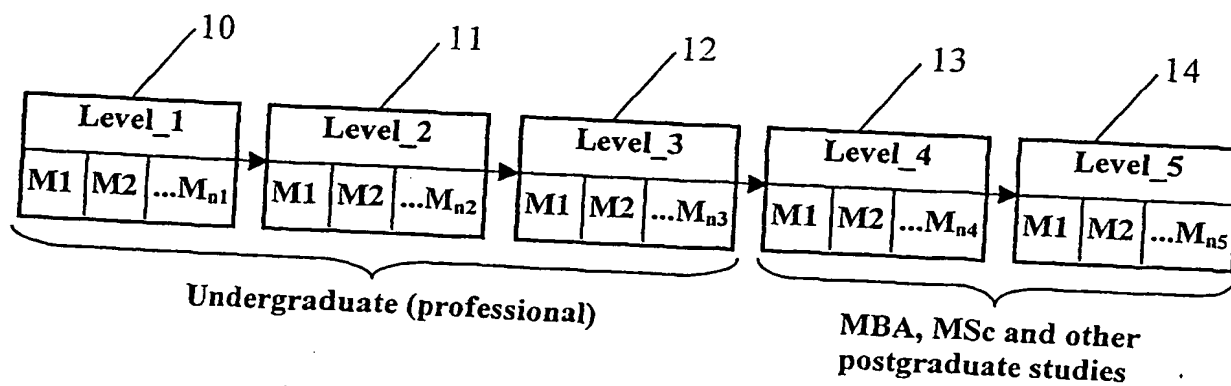 10 11 12 13 14
Level_1 Level_2 Level_3 Level_4 Level_5
M1 M2 ...Mn1 M1 M2 ...Mn2 M1 M2 ...Mn3 M1 M2 ...Mn4 M1 M2 ...Mn5
Undergraduate (professional)
MBA, MSc and other
postgraduate studies